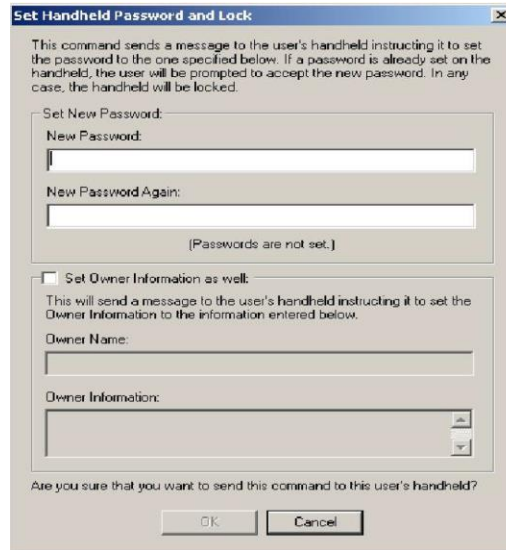 Set Handheld Password and Lock
This command sends a message to the user's handheld instructing it to set
the password to the one specified below. If a password is already set on the
handheld, the user will be prompted to accept the new password. In any
case, the handheld will be locked.
Set New Password:
New Password:
New Password Again:
(Passwords are not set.)
Set Owner Information as well:
This will send a message to the user's handheld instructing it to set the
Owner Information to the information entered below.
Owner Name:
Owner Information:
Are you sure that you want to send this command to this user's handheld?
OK
Cancel